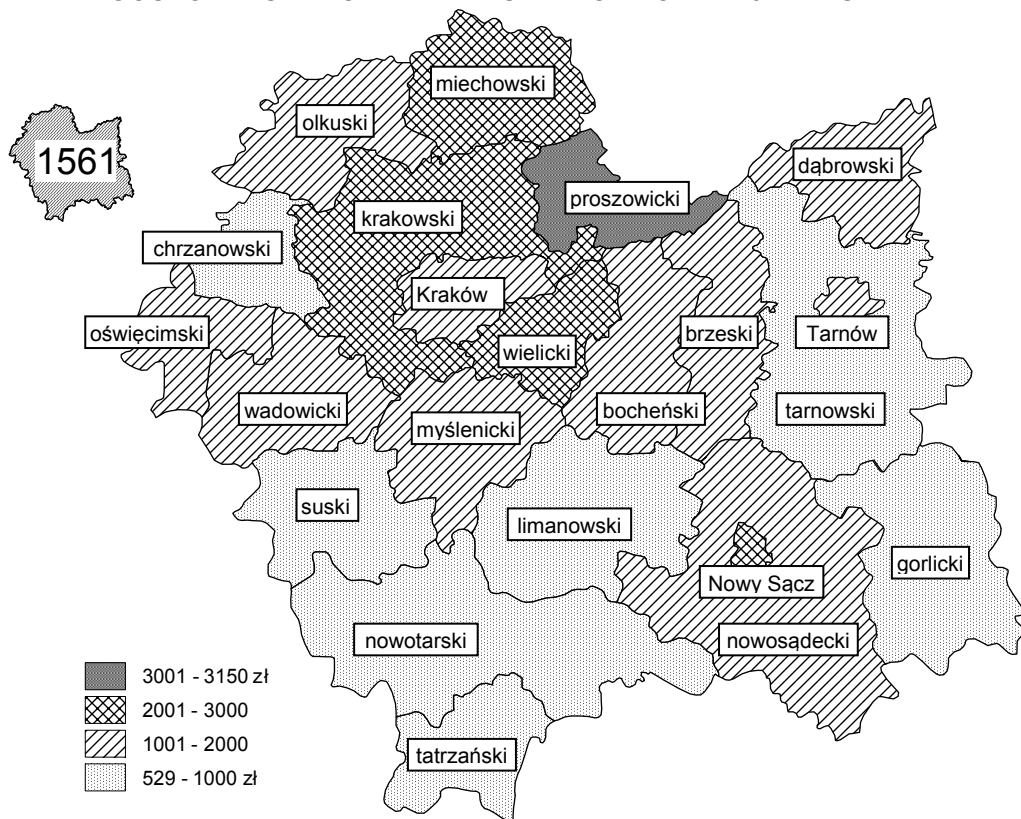 miechowski
olkuski
1561
dąbrowski
proszowicki
krakowski
chrzanowski
Kraków
oświęcimski
brzeski
Tarnów
wielicki
wadowicki
bocheński
tarnowski
myślenicki
suski
limanowski
gorlicki
Nowy Sącz
nowotarski
nowosądecki
3001 - 3150 zł
2001 - 3000
1001 - 2000
529 - 1000 zł
tatrzański